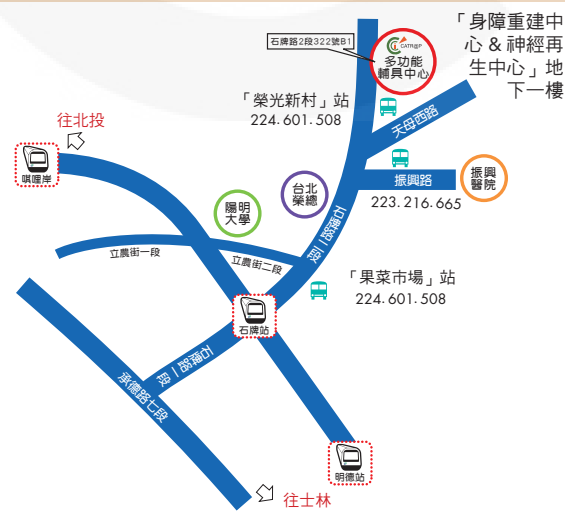 「身障重建中
心 & 神經再
生中心」地
下一樓
石牌路2段322號B1
CATR@P
多功能
輔具中心
「榮光新村」站
224.601.508
天母西路
往北投
唭哩岸
振興路
振興
醫院
223.216.665
台北
榮總
陽明
大學
石牌路二段
立農街一段
立農街二段
「果菜市場」站
224.601.508
石牌站
石牌路一段
承德路七段
明德站
往士林